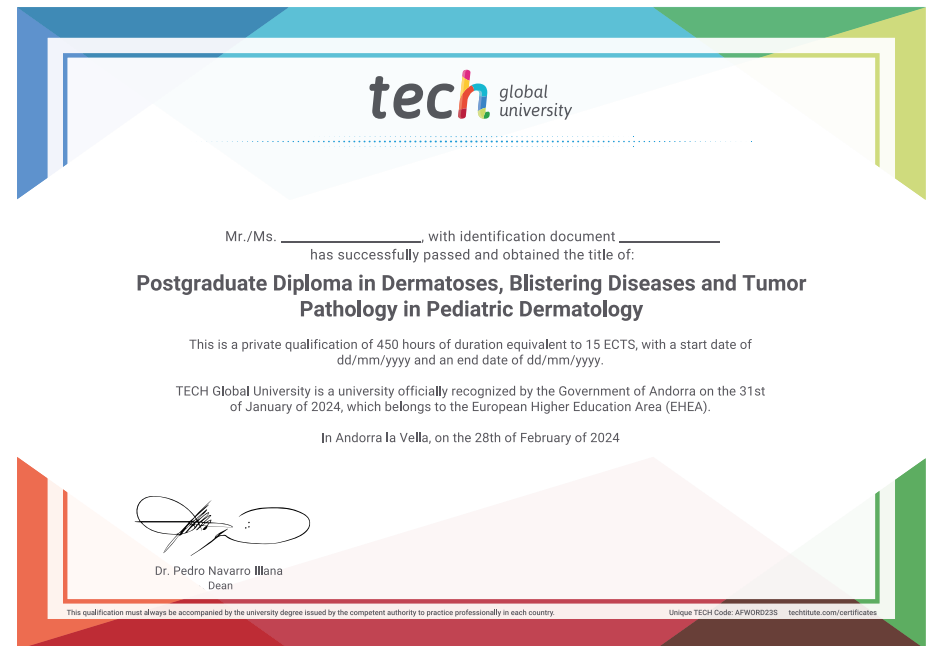 tech global
university
Mr./Ms. ____________, with identification document ____________
has successfully passed and obtained the title of:
Postgraduate Diploma in Dermatoses, Blistering Diseases and Tumor
Pathology in Pediatric Dermatology
This is a private qualification of 450 hours of duration equivalent to 15 ECTS, with a start date of
dd/mm/yyyy and an end date of dd/mm/yyyy.
TECH Global University is a university officially recognized by the Government of Andorra on the 31st
of January of 2024, which belongs to the European Higher Education Area (EHEA).
In Andorra la Vella, on the 28th of February of 2024
Dr. Pedro Navarro Illana
Dean
This qualification must always be accompanied by the university degree issued by the competent authority to practice professionally in each country.
Unique TECH Code: AFWORD23S techtitute.com/certificates